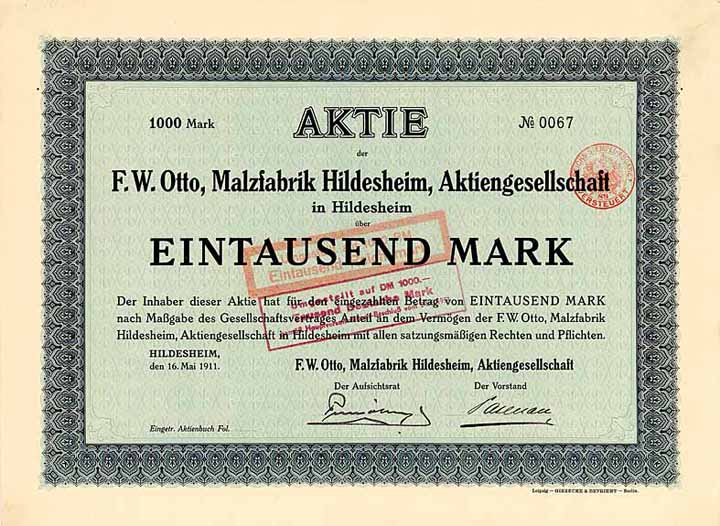 1000 Mark
AKTIE
№ 0067
der
F. W. Otto, Malzfabrik Hildesheim, Aktiengesellschaft
in Hildesheim
über
EINTAUSEND MARK
RM
Eintausend
Umgestellt auf DM 1000.—
Tausend Deutsche Mark
VERSTEUERT
Der Inhaber dieser Aktie hat für den eingezahlten Betrag von EINTAUSEND MARK
nach Maßgabe des Gesellschaftsvertrages Anteil an dem Vermögen der F. W. Otto, Malzfabrik
Hildesheim, Aktiengesellschaft in Hildesheim mit allen satzungsmäßigen Rechten und Pflichten.
HILDESHEIM,
den 16. Mai 1911.
F. W. Otto, Malzfabrik Hildesheim, Aktiengesellschaft
Der Aufsichtsrat
Der Vorstand
Eingetr. Aktienbuch Fol.
Leipzig — GIESECKE & DEVRIENT — Berlin.